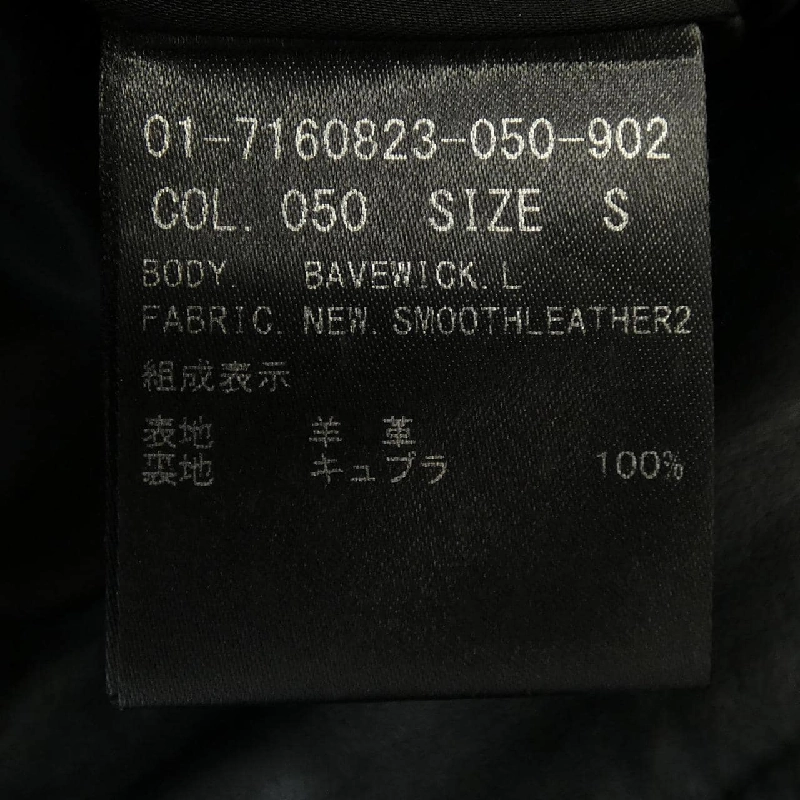 01-7160823-050-902
COL. 050 SIZE S
BODY. BAVEWICK.L
FABRIC. NEW.SMOOTHLEATHER2
組成表示
表地 羊 革
裏地 キュプラ 100%